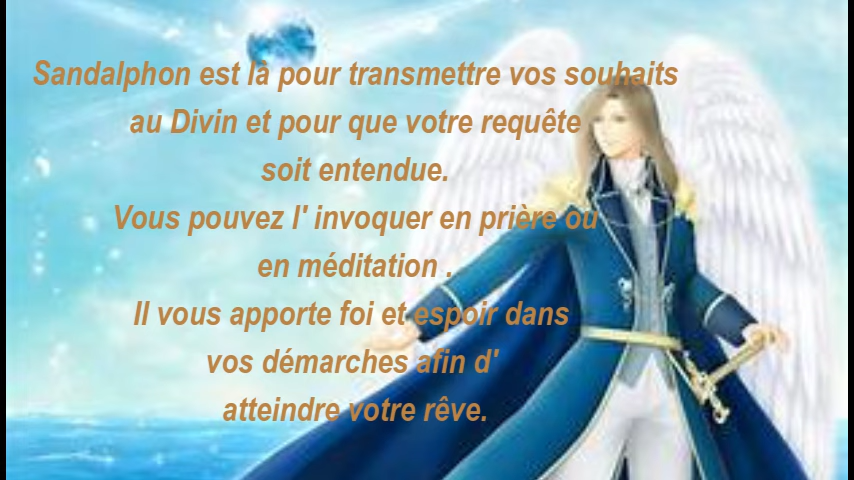 Sandalphon est là pour transmettre vos souhaits
au Divin et pour que votre requête
soit entendue.
Vous pouvez l' invoquer en prière ou
en méditation .
Il vous apporte foi et espoir dans
vos démarches afin d'
atteindre votre rêve.